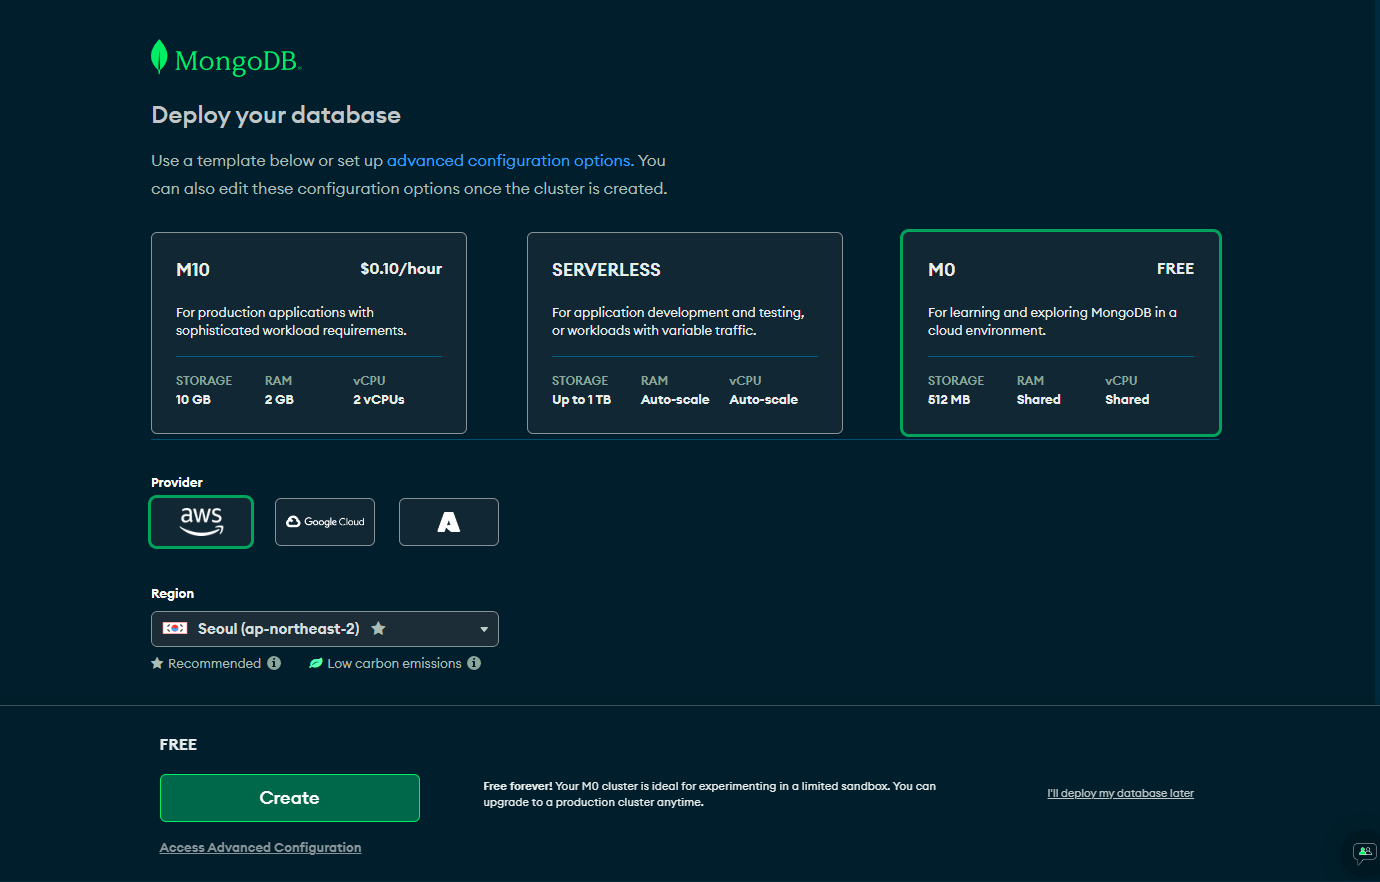 MongoDB.
Deploy your database
Use a template below or set up advanced configuration options. You
can also edit these configuration options once the cluster is created.
M10 $0.10/hour
For production applications with
sophisticated workload requirements.
STORAGE RAM vCPU
10 GB 2 GB 2 vCPUs
SERVERLESS
For application development and testing,
or workloads with variable traffic.
STORAGE RAM vCPU
Up to 1 TB Auto-scale Auto-scale
M0 FREE
For learning and exploring MongoDB in a
cloud environment.
STORAGE RAM vCPU
512 MB Shared Shared
Provider
aws Google Cloud
Region
Seoul (ap-northeast-2)
Recommended Low carbon emissions
FREE
Create
Free forever! Your M0 cluster is ideal for experimenting in a limited sandbox. You can
upgrade to a production cluster anytime.
I'll deploy my database later
Access Advanced Configuration